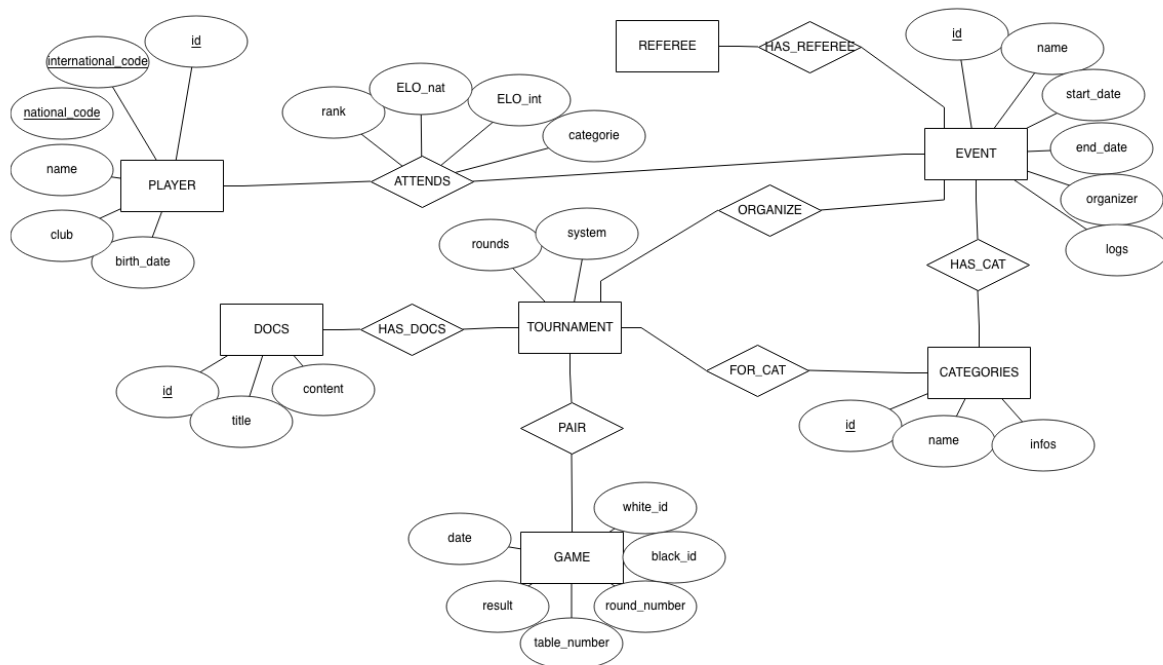 REFEREE
HAS_REFEREE
id
name
start_date
end_date
organizer
logs
EVENT
id
international_code
national_code
name
club
birth_date
PLAYER
rank
ELO_nat
ELO_int
categorie
ATTENDS
ORGANIZE
HAS_CAT
rounds
system
TOURNAMENT
DOCS
HAS_DOCS
id
title
content
FOR_CAT
CATEGORIES
id
name
infos
PAIR
GAME
date
result
table_number
white_id
black_id
round_number